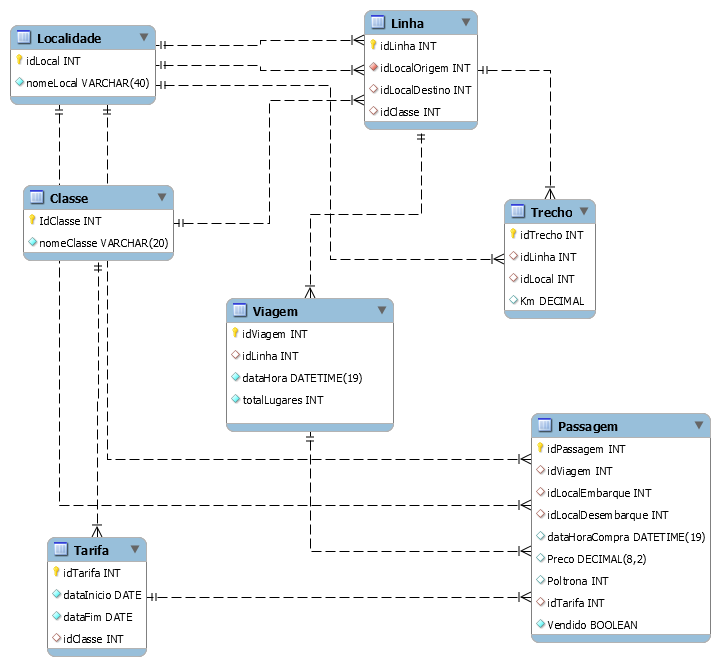 Localidade
idLocal INT
nomeLocal VARCHAR(40)
Linha
idLinha INT
idLocalOrigem INT
idLocalDestino INT
idClasse INT
Classe
IdClasse INT
nomeClasse VARCHAR(20)
Trecho
idTrecho INT
idLinha INT
idLocal INT
Km DECIMAL
Viagem
idViagem INT
idLinha INT
dataHora DATETIME(19)
totalLugares INT
Passagem
idPassagem INT
idViagem INT
idLocalEmbarque INT
idLocalDesembarque INT
dataHoraCompra DATETIME(19)
Preco DECIMAL(8,2)
Poltrona INT
idTarifa INT
Vendido BOOLEAN
Tarifa
idTarifa INT
dataInicio DATE
dataFim DATE
idClasse INT